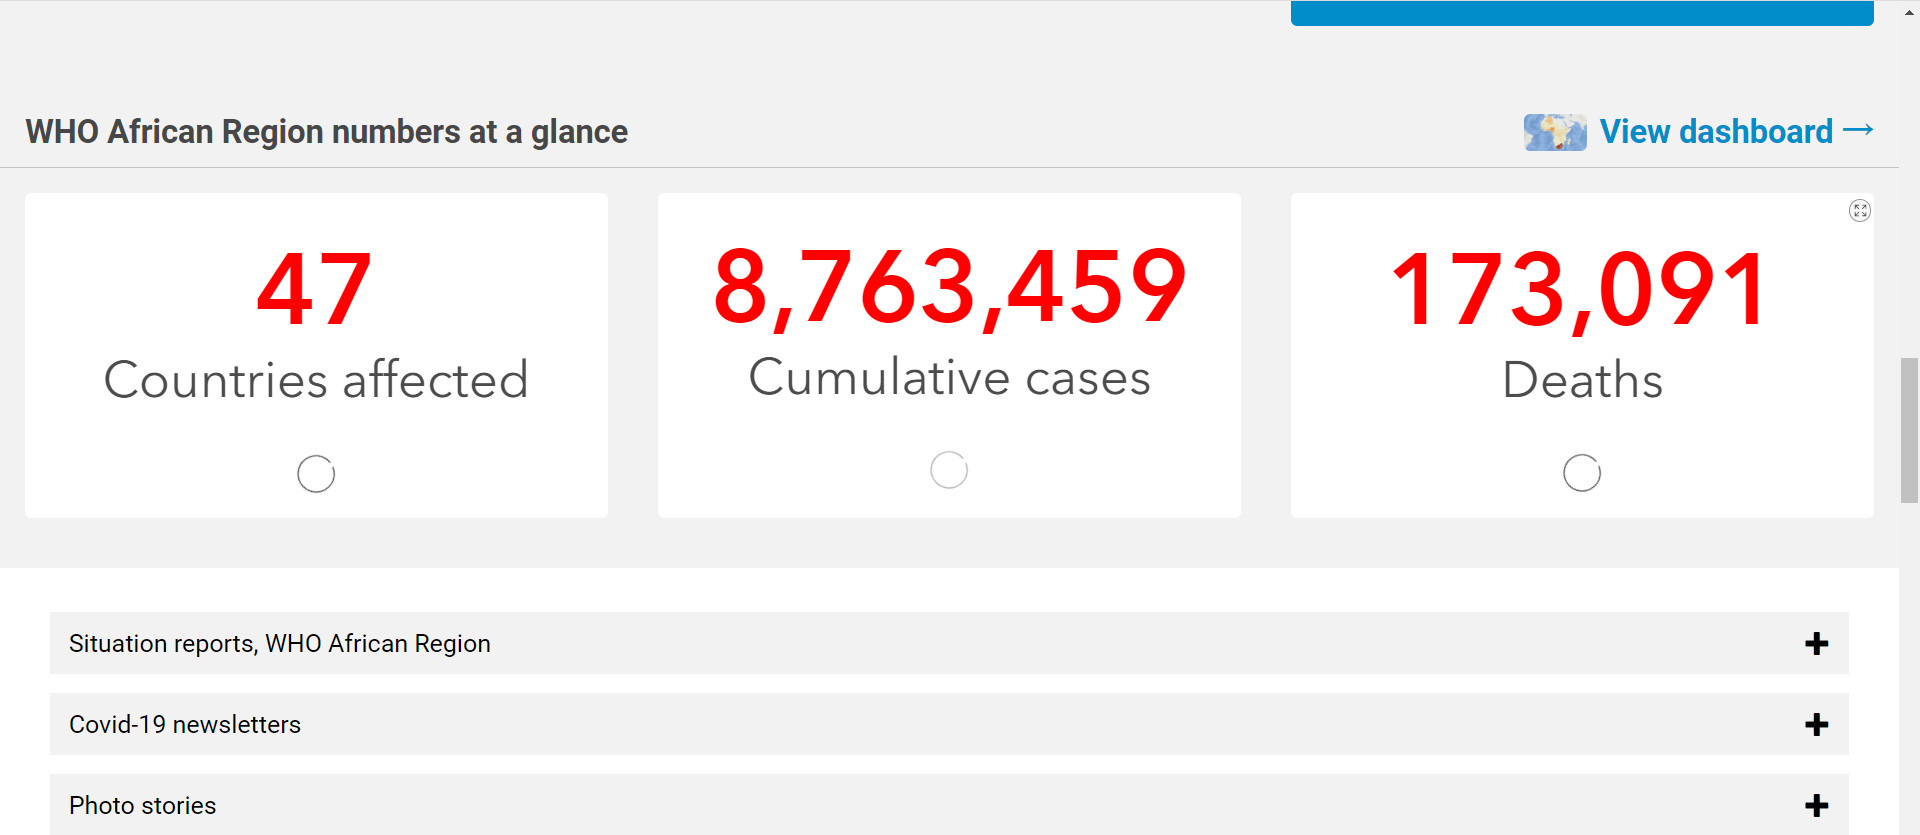 WHO African Region numbers at a glance
View dashboard →
47
Countries affected
8,763,459
Cumulative cases
173,091
Deaths
Situation reports, WHO African Region
Covid-19 newsletters
Photo stories